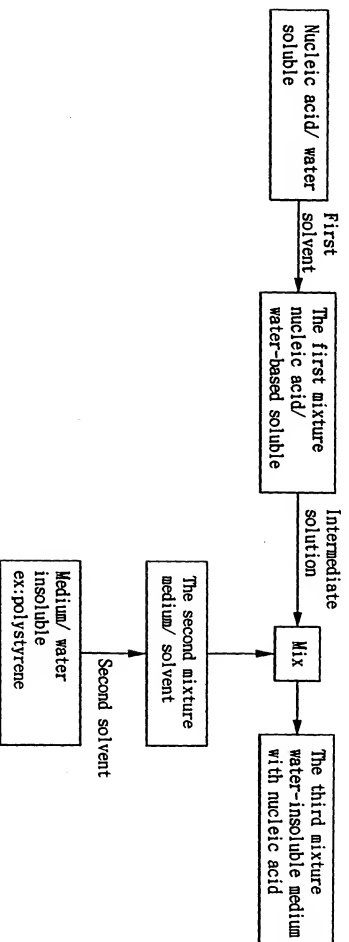 Nucleic acid/ water
soluble
First
solvent
The first mixture
nucleic acid/
water-based soluble
Intermediate
solution
Mix
The third mixture
water-insoluble medium
with nucleic acid
The second mixture
medium/ solvent
Second solvent
Medium/ water
insoluble
ex:polystyrene